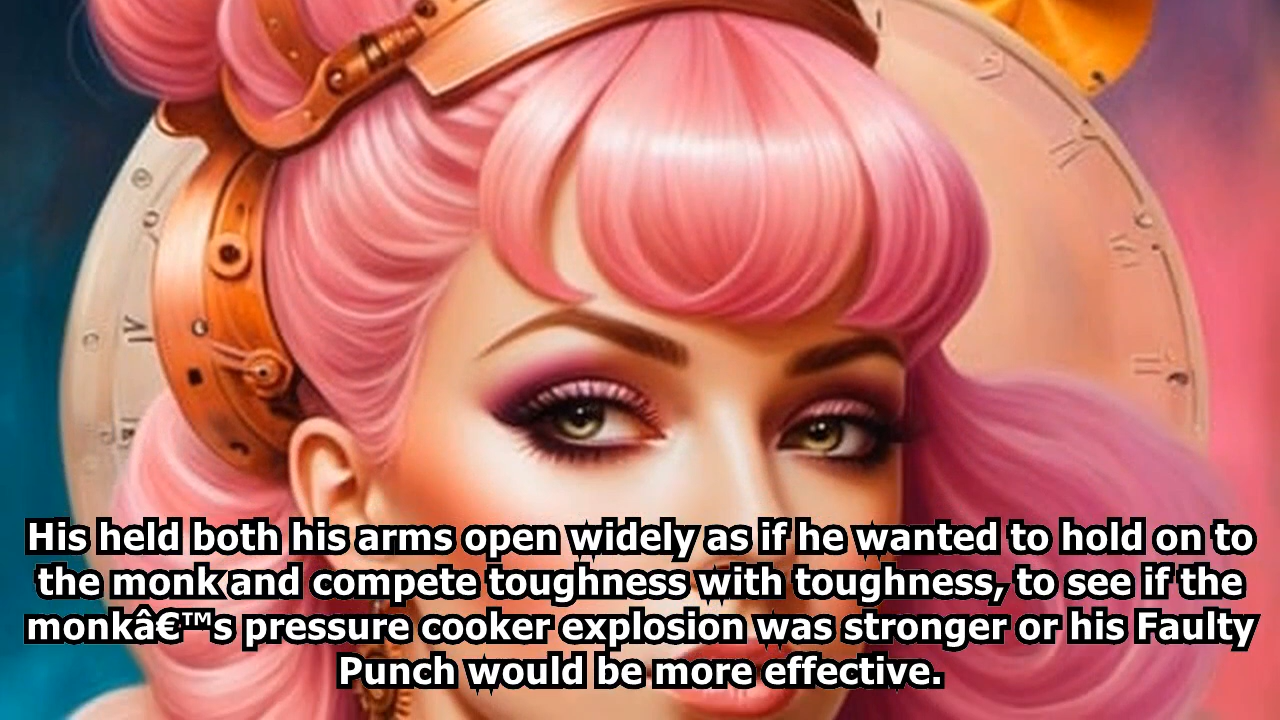 His held both his arms open widely as if he wanted to hold on to
the monk and compete toughness with toughness, to see if the
monkâ€™s pressure cooker explosion was stronger or his Faulty
Punch would be more effective.